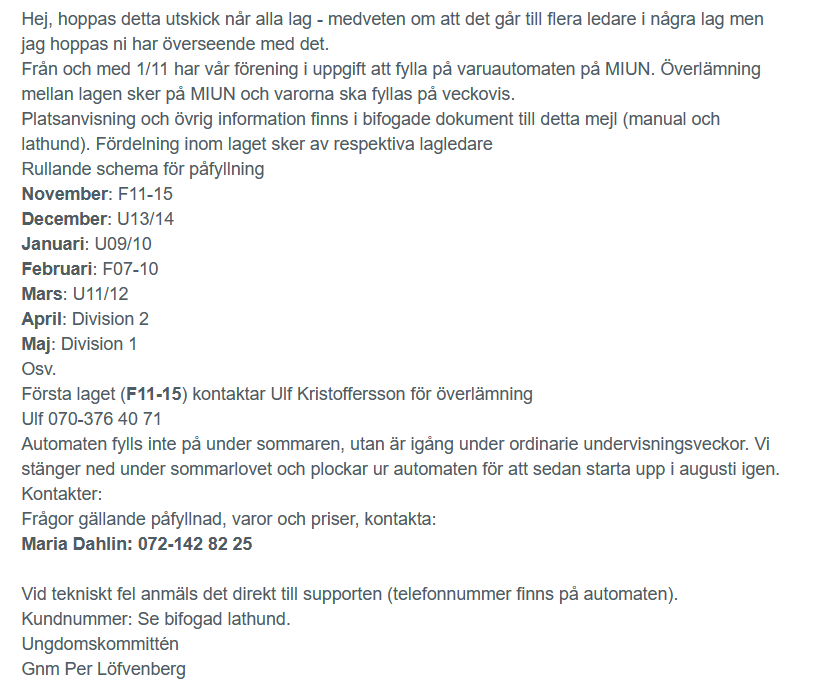 Hej, hoppas detta utskick når alla lag - medveten om att det går till flera ledare i några lag men
jag hoppas ni har överseende med det.
Från och med 1/11 har vår förening i uppgift att fylla på varuautomaten på MIUN. Överlämning
mellan lagen sker på MIUN och varorna ska fyllas på veckovis.
Platsanvisning och övrig information finns i bifogade dokument till detta mejl (manual och
lathund). Fördelning inom laget sker av respektiva lagledare
Rullande schema för påfyllning
November: F11-15
December: U13/14
Januari: U09/10
Februari: F07-10
Mars: U11/12
April: Division 2
Maj: Division 1
Osv.
Första laget (F11-15) kontaktar Ulf Kristoffersson för överlämning
Ulf 070-376 40 71
Automaten fylls inte på under sommaren, utan är igång under ordinarie undervisningsveckor. Vi
stänger ned under sommarlovet och plockar ur automaten för att sedan starta upp i augusti igen.
Kontakter:
Frågor gällande påfyllnad, varor och priser, kontakta:
Maria Dahlin: 072-142 82 25
Vid tekniskt fel anmäls det direkt till supporten (telefonnummer finns på automaten).
Kundnummer: Se bifogad lathund.
Ungdomskommittén
Gnm Per Löfvenberg